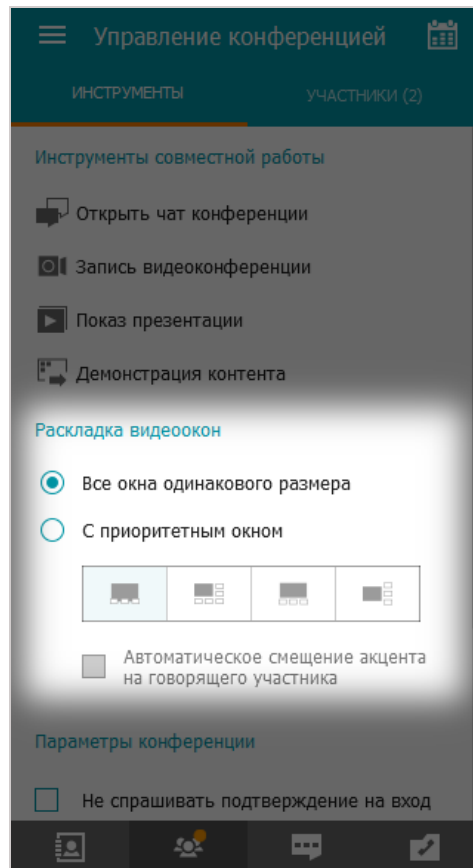 Управление конференцией
ИНСТРУМЕНТЫ
УЧАСТНИКИ (2)
Инструменты совместной работы
Открыть чат конференции
Запись видеоконференции
Показ презентации
Демонстрация контента
Раскладка видеоокон
Все окна одинакового размера
С приоритетным окном
Автоматическое смещение акцента
на говорящего участника
Параметры конференции
Не спрашивать подтверждение на вход